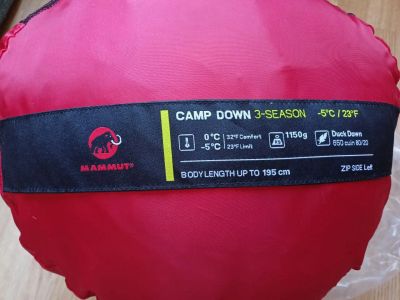 CAMP DOWN 3-SEASON -5°C / 23°F
0°C 32°F Comfort
-5°C 23°F Limit
1150g
Duck Down
650 cuin 80/20
MAMMUT®
BODY LENGTH UP TO 195 cm
ZIP SIDE Left